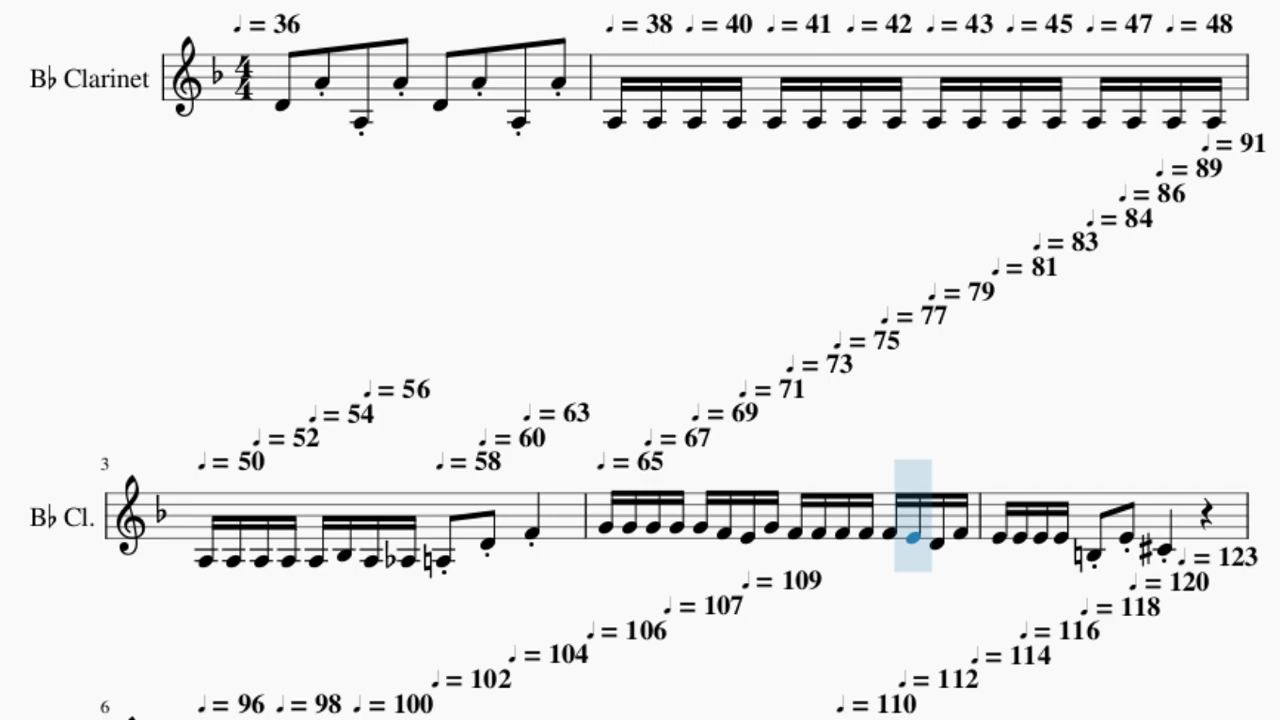 ♩ = 36 ♩ = 38 ♩ = 40 ♩ = 41 ♩ = 42 ♩ = 43 ♩ = 45 ♩ = 47 ♩ = 48
B♭ Clarinet
4
4
♩ = 91
♩ = 89
♩ = 86
♩ = 84
♩ = 83
♩ = 81
♩ = 79
♩ = 77
♩ = 75
♩ = 73
♩ = 56 ♩ = 71
♩ = 54 ♩ = 63 ♩ = 69
♩ = 52 ♩ = 60 ♩ = 67
3 ♩ = 50 ♩ = 58 ♩ = 65
B♭ Cl.
♩ = 123
♩ = 109 ♩ = 120
♩ = 107 ♩ = 118
♩ = 106 ♩ = 116
♩ = 104 ♩ = 114
♩ = 102 ♩ = 112
6 ♩ = 96 ♩ = 98 ♩ = 100 ♩ = 110